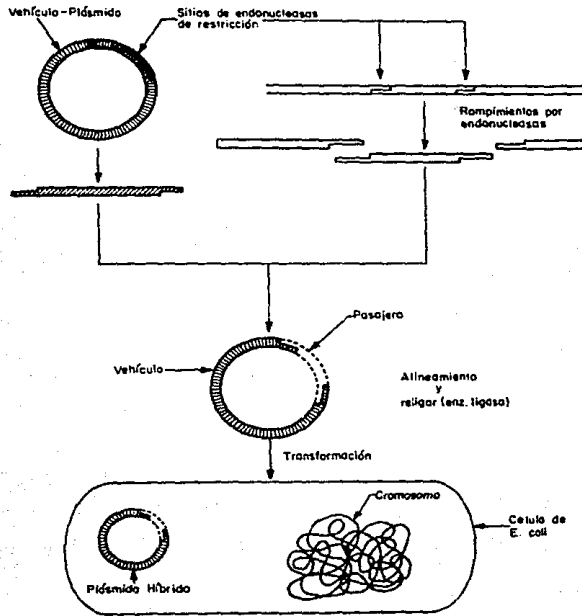 Vehículo-Plásmido
Sitios de endonucleasas
de restricción
Rompimientos por
endonucleasas
Pasajero
Vehículo
Alineamiento
y
religar (enz. ligasa)
Transformación
Cromosoma
Celula de
E. coli
Plásmido Híbrido